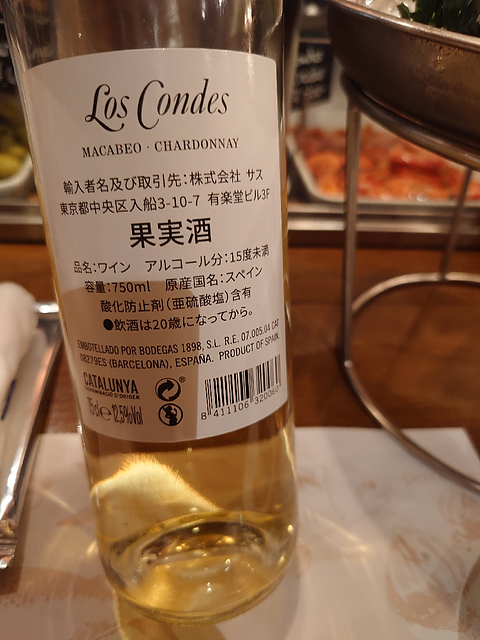 Los Condes
MACABEO · CHARDONNAY
輸入者名及び取引先：株式会社 サス
東京都中央区入船3-10-7 有楽堂ビル3F
果実酒
品名：ワイン アルコール分：15度未満
容量：750ml 原産国名：スペイン
酸化防止剤（亜硫酸塩）含有
●飲酒は20歳になってから。
EMBOTELLADO POR BODEGAS 1898, S.L. R.E. 07.005.04 CAT
08279ES (BARCELONA), ESPAÑA. PRODUCT OF SPAIN.
CATALUNYA
DENOMINACIÓ D'ORIGEN
75cl e 12,5%Vol
8 411106 320060